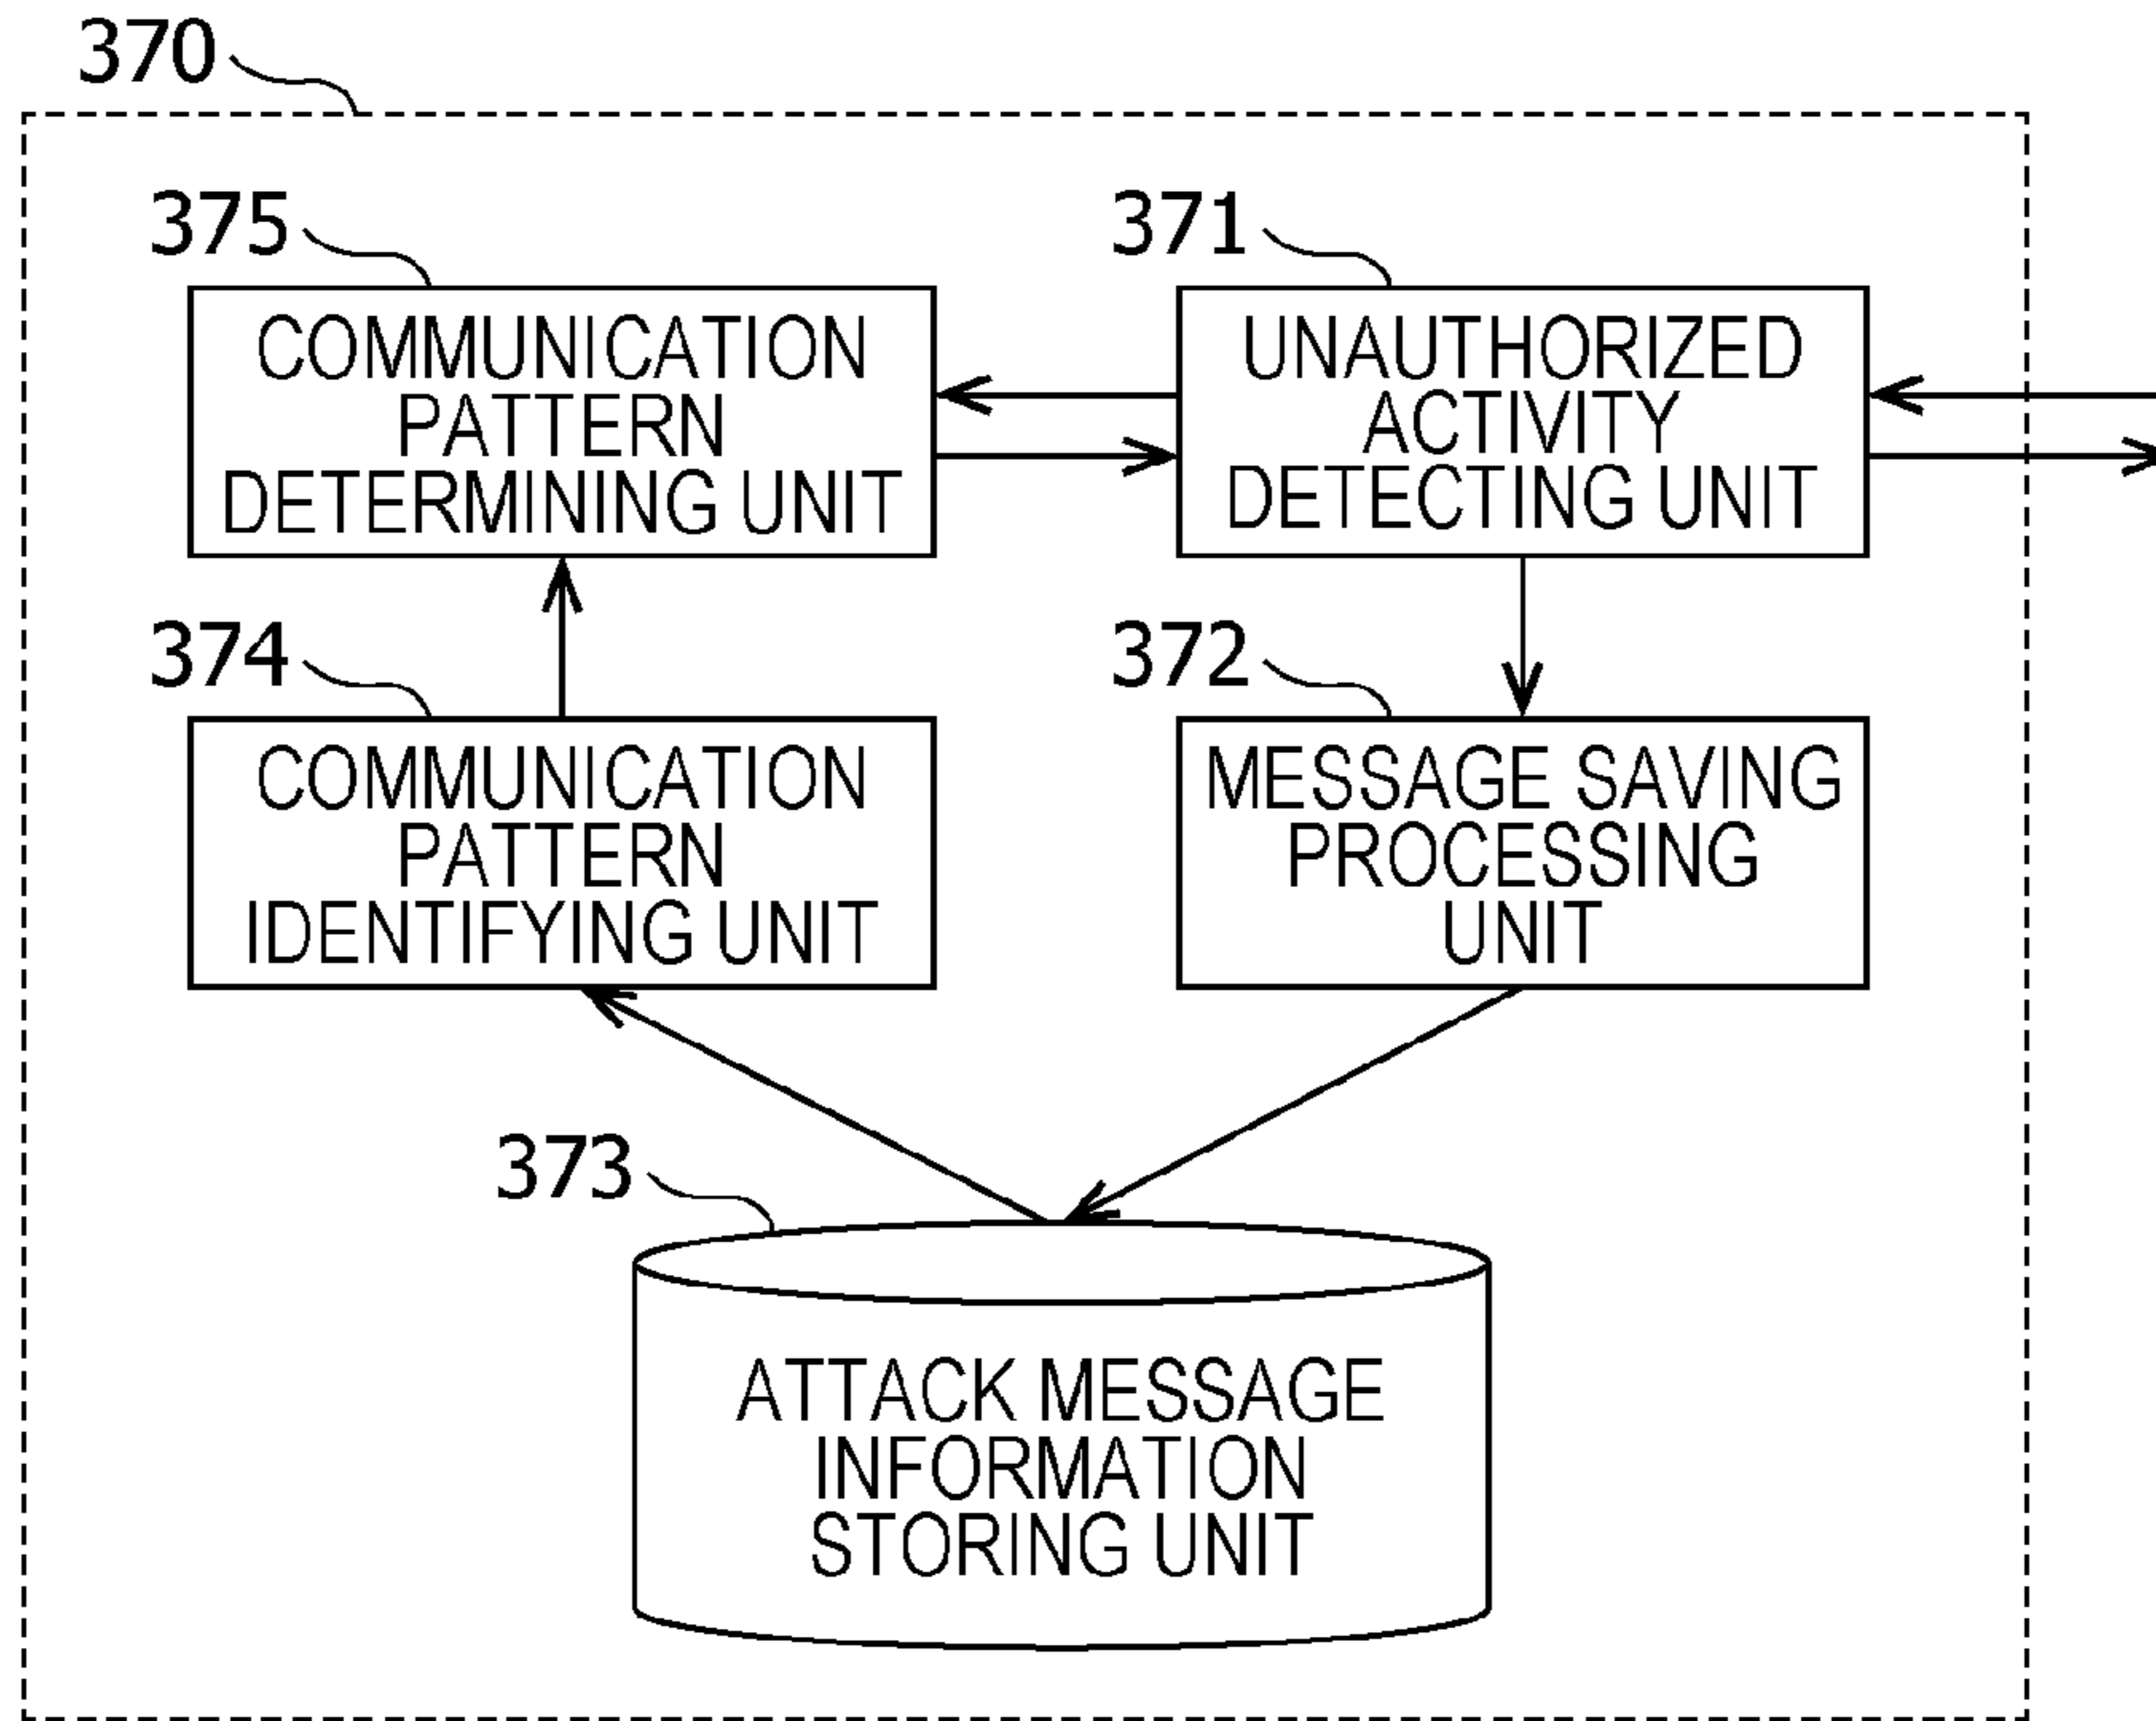 370
375
COMMUNICATION
PATTERN
DETERMINING UNIT
371
UNAUTHORIZED
ACTIVITY
DETECTING UNIT
374
COMMUNICATION
PATTERN
IDENTIFYING UNIT
372
MESSAGE SAVING
PROCESSING
UNIT
373
ATTACK MESSAGE
INFORMATION
STORING UNIT